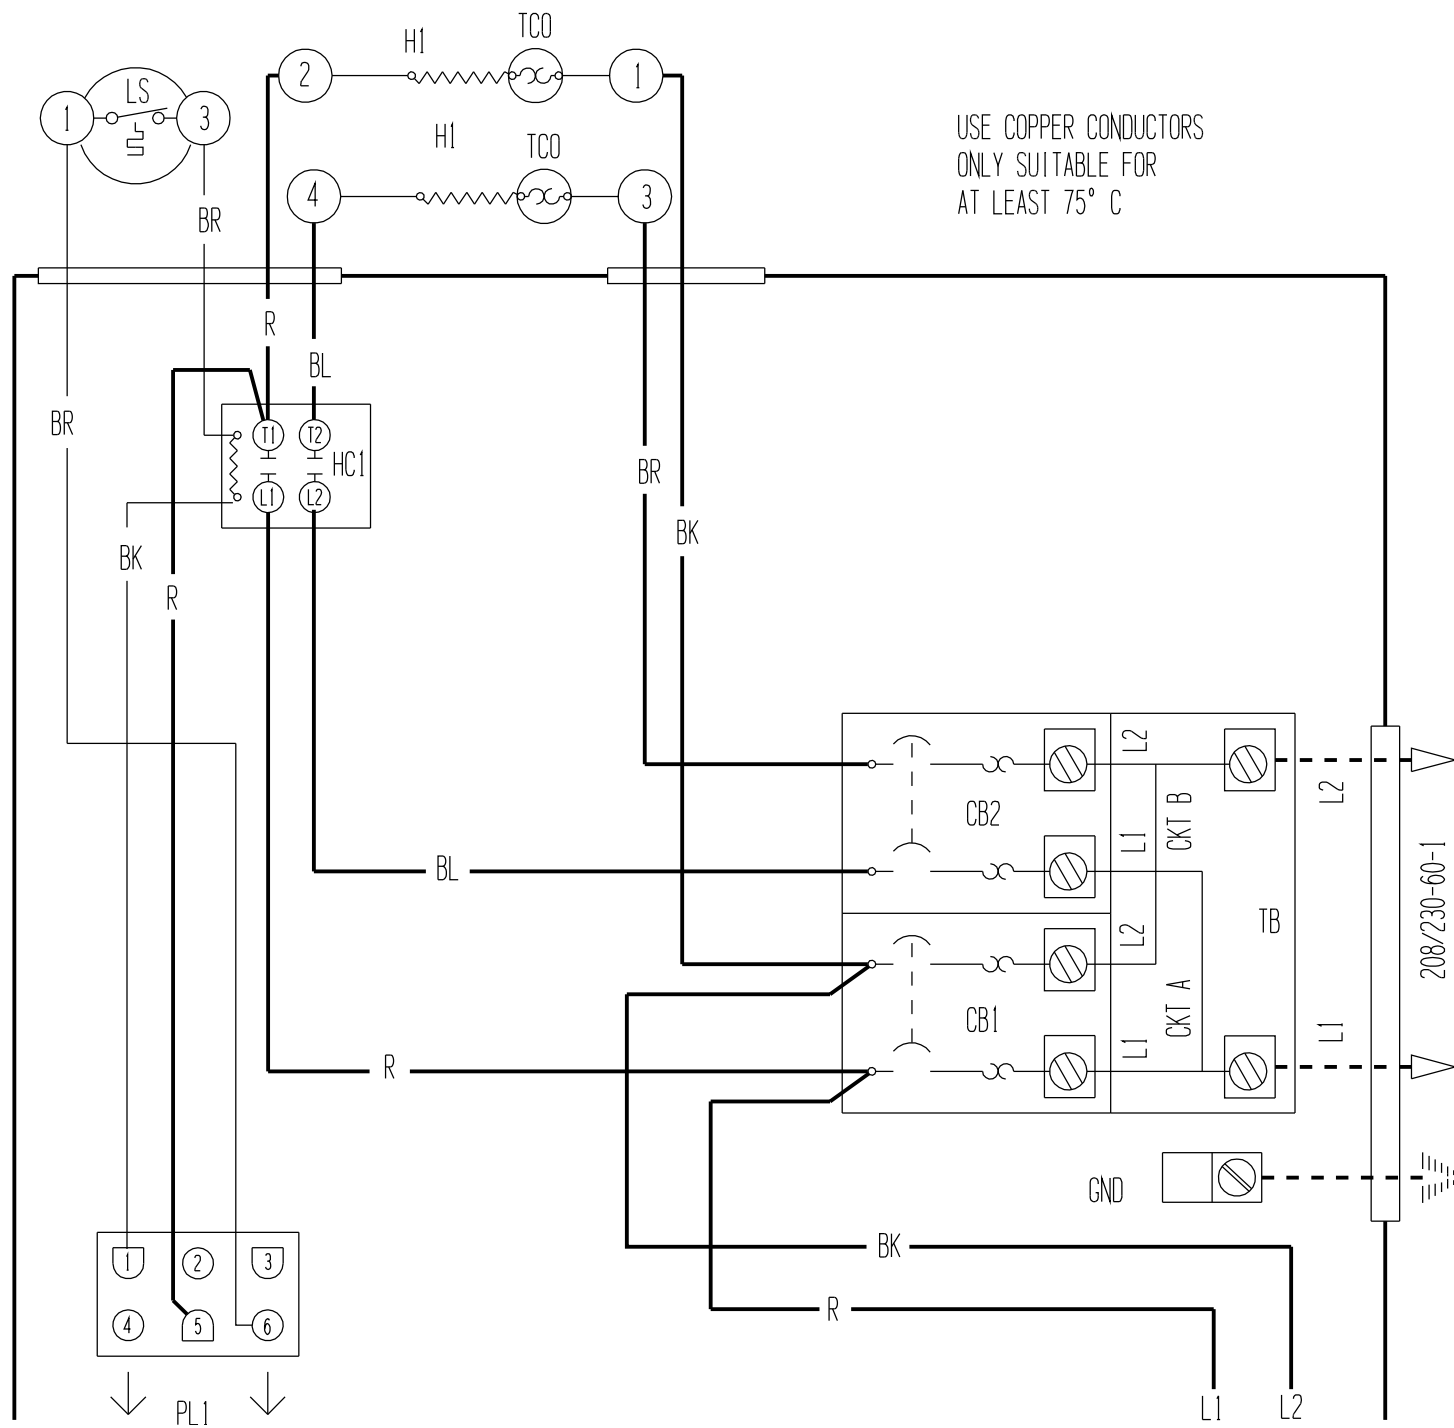 TCO
H1
2
1
LS
1
3
H1
TCO
4
3
USE COPPER CONDUCTORS
ONLY SUITABLE FOR
AT LEAST 75° C
BR
R
BL
BR
T1
T2
HC1
L1
L2
BR
BK
BK
R
L2
L2
CB2
CKT B
L1
BL
TB
208/230-60-1
L2
CKT A
CB1
L1
L1
R
GND
BK
R
1
2
3
4
5
6
PL1
L1
L2